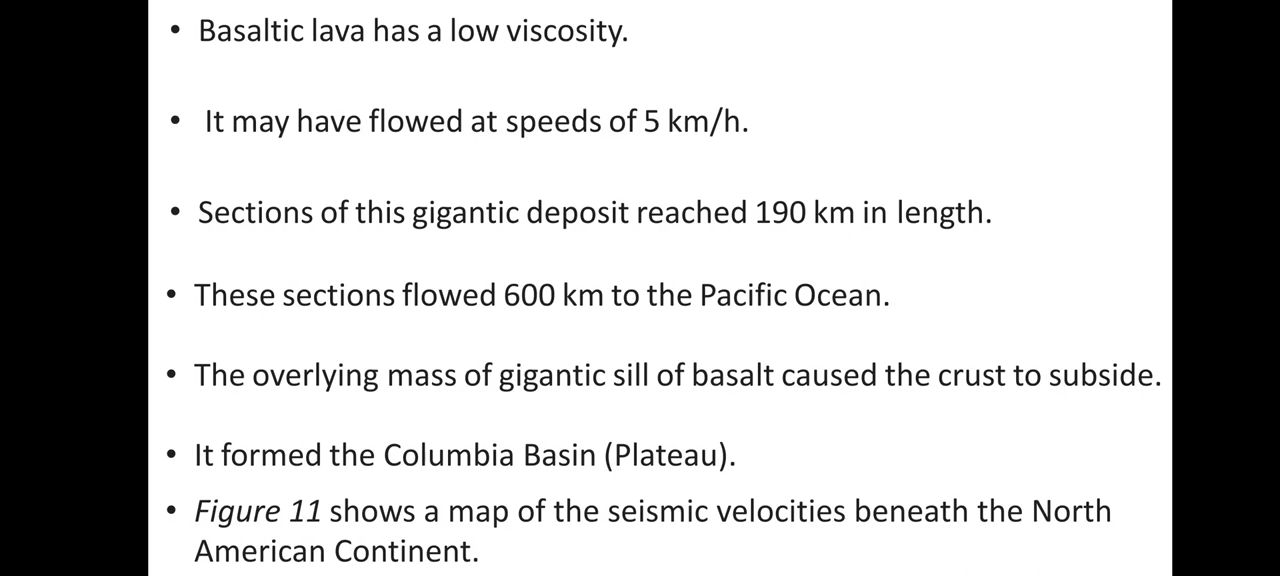 • Basaltic lava has a low viscosity.
• It may have flowed at speeds of 5 km/h.
• Sections of this gigantic deposit reached 190 km in length.
• These sections flowed 600 km to the Pacific Ocean.
• The overlying mass of gigantic sill of basalt caused the crust to subside.
• It formed the Columbia Basin (Plateau).
• Figure 11 shows a map of the seismic velocities beneath the North
American Continent.